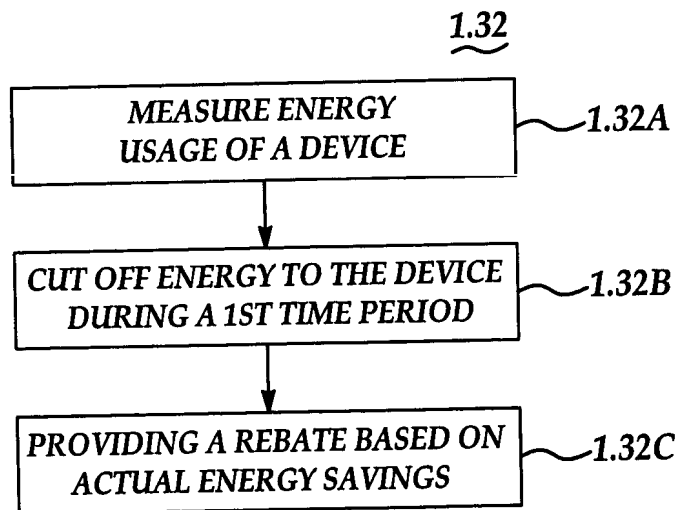 1.32
MEASURE ENERGY
USAGE OF A DEVICE
1.32A
CUT OFF ENERGY TO THE DEVICE
DURING A 1ST TIME PERIOD
1.32B
PROVIDING A REBATE BASED ON
ACTUAL ENERGY SAVINGS
1.32C